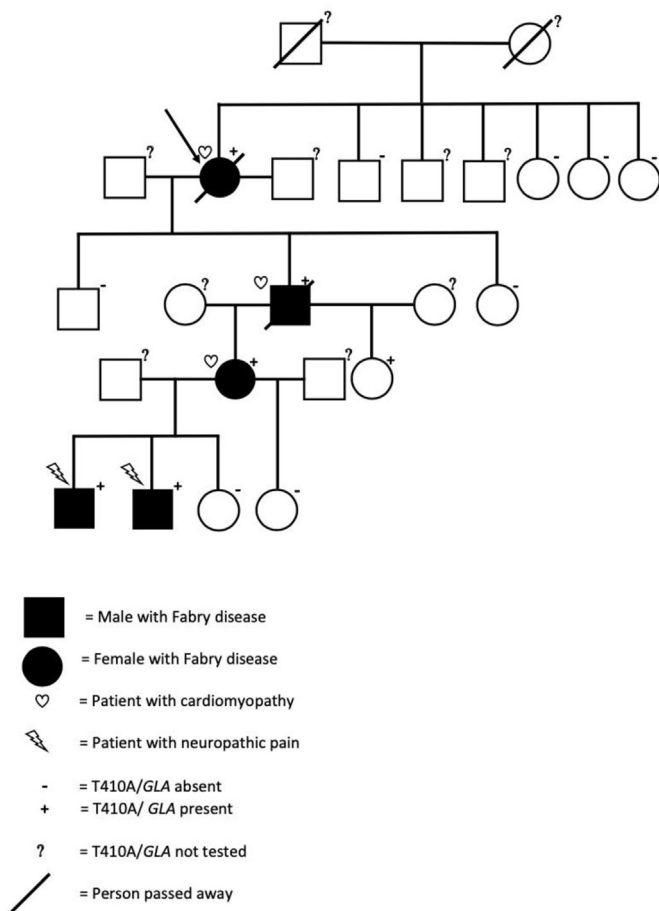 ? ?
? + ? - ? ? - - -
- ? + ? -
? + ? +
+ + - -
= Male with Fabry disease
= Female with Fabry disease
= Patient with cardiomyopathy
= Patient with neuropathic pain
- = T410A/GLA absent
+ = T410A/ GLA present
? = T410A/GLA not tested
= Person passed away